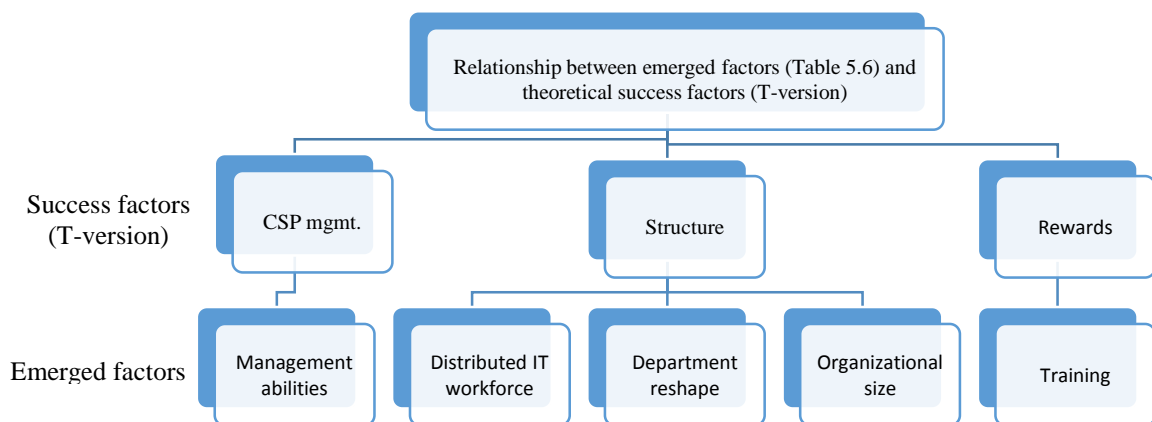 Relationship between emerged factors (Table 5.6) and
theoretical success factors (T-version)
Success factors
(T-version)
CSP mgmt.
Structure
Rewards
Emerged factors
Management
abilities
Distributed IT
workforce
Department
reshape
Organizational
size
Training